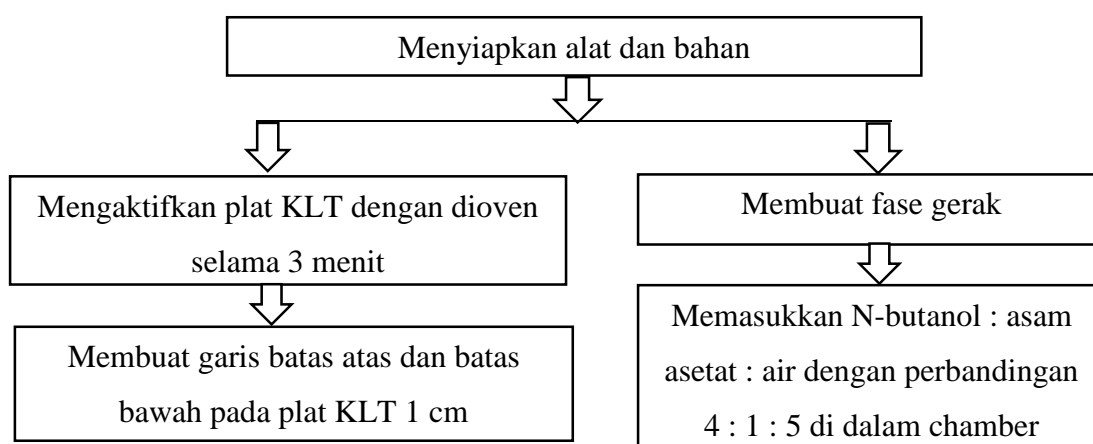 Menyiapkan alat dan bahan
Mengaktifkan plat KLT dengan dioven
selama 3 menit
Membuat garis batas atas dan batas
bawah pada plat KLT 1 cm
Membuat fase gerak
Memasukkan N-butanol : asam
asetat : air dengan perbandingan
4 : 1 : 5 di dalam chamber